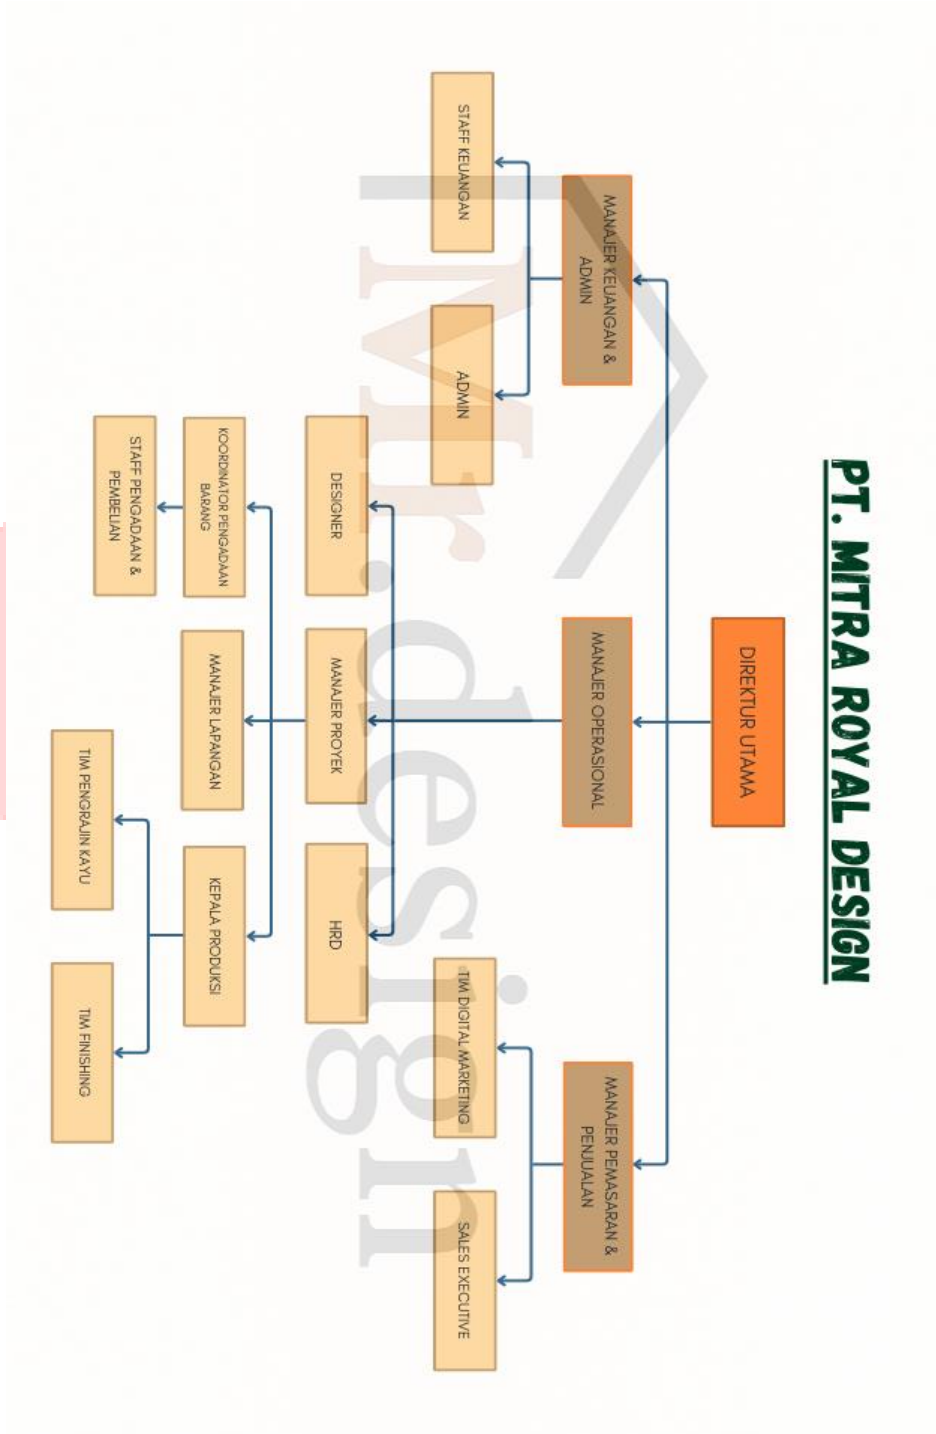 PT. MITRA ROYAL DESIGN
DIREKTUR UTAMA
MANAJER KEUANGAN &
ADMIN
MANAJER OPERASIONAL
MANAJER PEMASARAN &
PENJUALAN
STAFF KEUANGAN
ADMIN
TIM DIGITAL MARKETING
SALES EXECUTIVE
DESIGNER
MANAJER PROYEK
HRD
KOORDINATOR PENGADAAN
BARANG
MANAJER LAPANGAN
KEPALA PRODUKSI
STAFF PENGADAAN &
PEMBELIAN
TIM PENGRAJIN KAYU
TIM FINISHING
Mr.design